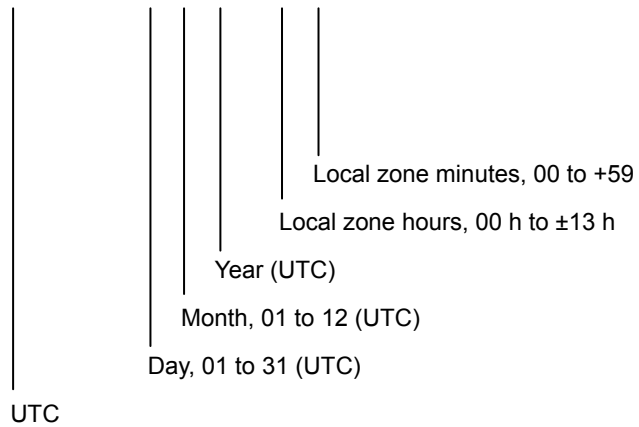 Local zone minutes, 00 to +59
Local zone hours, 00 h to ±13 h
Year (UTC)
Month, 01 to 12 (UTC)
Day, 01 to 31 (UTC)
UTC